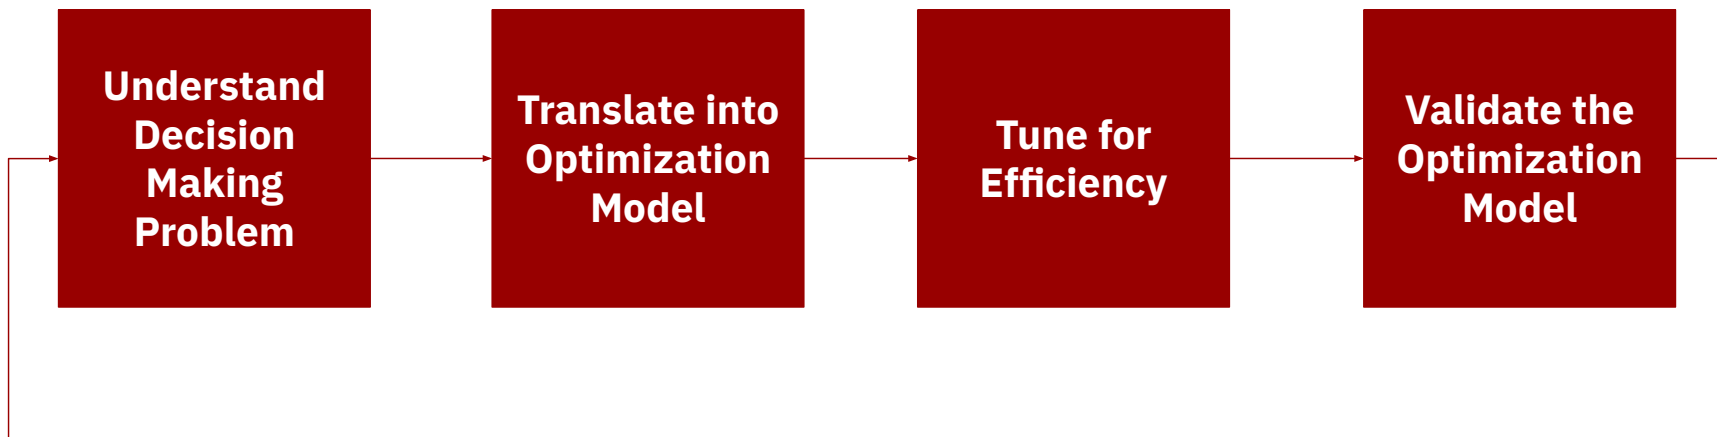 Understand
Decision
Making
Problem
Translate into
Optimization
Model
Tune for
Efficiency
Validate the
Optimization
Model